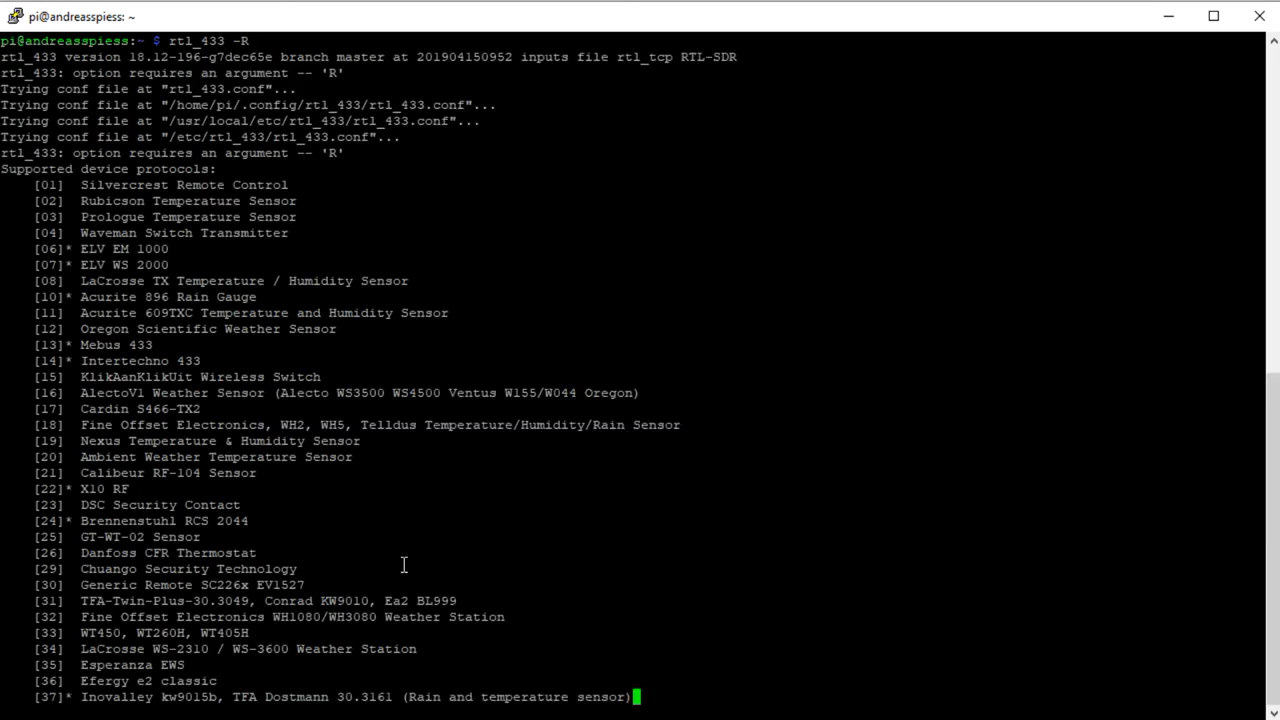 pi@andreasspiess: ~
pi@andreasspiess:~ $ rtl_433 -R
rtl_433 version 18.12-196-g7dec65e branch master at 201904150952 inputs file rtl_tcp RTL-SDR
rtl_433: option requires an argument -- 'R'
Trying conf file at "rtl_433.conf"...
Trying conf file at "/home/pi/.config/rtl_433/rtl_433.conf"...
Trying conf file at "/usr/local/etc/rtl_433/rtl_433.conf"...
Trying conf file at "/etc/rtl_433/rtl_433.conf"...
rtl_433: option requires an argument -- 'R'
Supported device protocols:
[01]  Silvercrest Remote Control
[02]  Rubicson Temperature Sensor
[03]  Prologue Temperature Sensor
[04]  Waveman Switch Transmitter
[06]* ELV EM 1000
[07]* ELV WS 2000
[08]  LaCrosse TX Temperature / Humidity Sensor
[10]* Acurite 896 Rain Gauge
[11]  Acurite 609TXC Temperature and Humidity Sensor
[12]  Oregon Scientific Weather Sensor
[13]* Mebus 433
[14]* Intertechno 433
[15]  KlikAanKlikUit Wireless Switch
[16]  AlectoV1 Weather Sensor (Alecto WS3500 WS4500 Ventus W155/W044 Oregon)
[17]  Cardin S466-TX2
[18]  Fine Offset Electronics, WH2, WH5, Telldus Temperature/Humidity/Rain Sensor
[19]  Nexus Temperature & Humidity Sensor
[20]  Ambient Weather Temperature Sensor
[21]  Calibeur RF-104 Sensor
[22]* X10 RF
[23]  DSC Security Contact
[24]* Brennenstuhl RCS 2044
[25]  GT-WT-02 Sensor
[26]  Danfoss CFR Thermostat
[29]  Chuango Security Technology
[30]  Generic Remote SC226x EV1527
[31]  TFA-Twin-Plus-30.3049, Conrad KW9010, Ea2 BL999
[32]  Fine Offset Electronics WH1080/WH3080 Weather Station
[33]  WT450, WT260H, WT405H
[34]  LaCrosse WS-2310 / WS-3600 Weather Station
[35]  Esperanza EWS
[36]  Efergy e2 classic
[37]* Inovalley kw9015b, TFA Dostmann 30.3161 (Rain and temperature sensor)